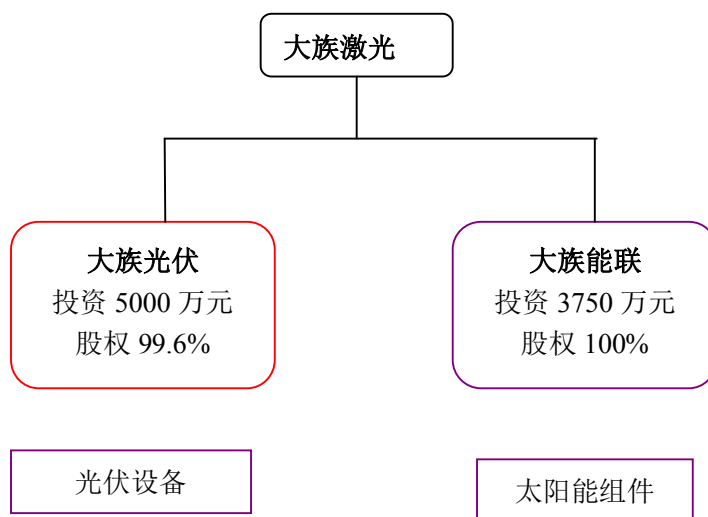 大族激光
大族光伏
投资 5000 万元
股权 99.6%
大族能联
投资 3750 万元
股权 100%
光伏设备
太阳能组件